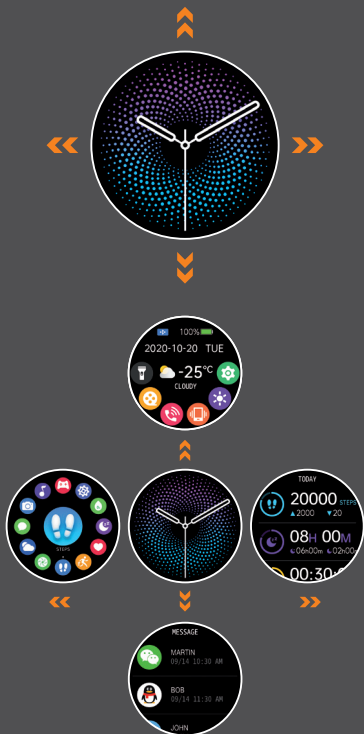 100%
2020-10-20 TUE
-25°C
CLOUDY
STEPS
TODAY
20000 STEPS
▲2000 ▼20
08H 00M
06h00m 02h00m
00:30:0
MESSAGE
MARTIN
09/14 10:30 AM
BOB
09/14 11:30 AM
JOHN